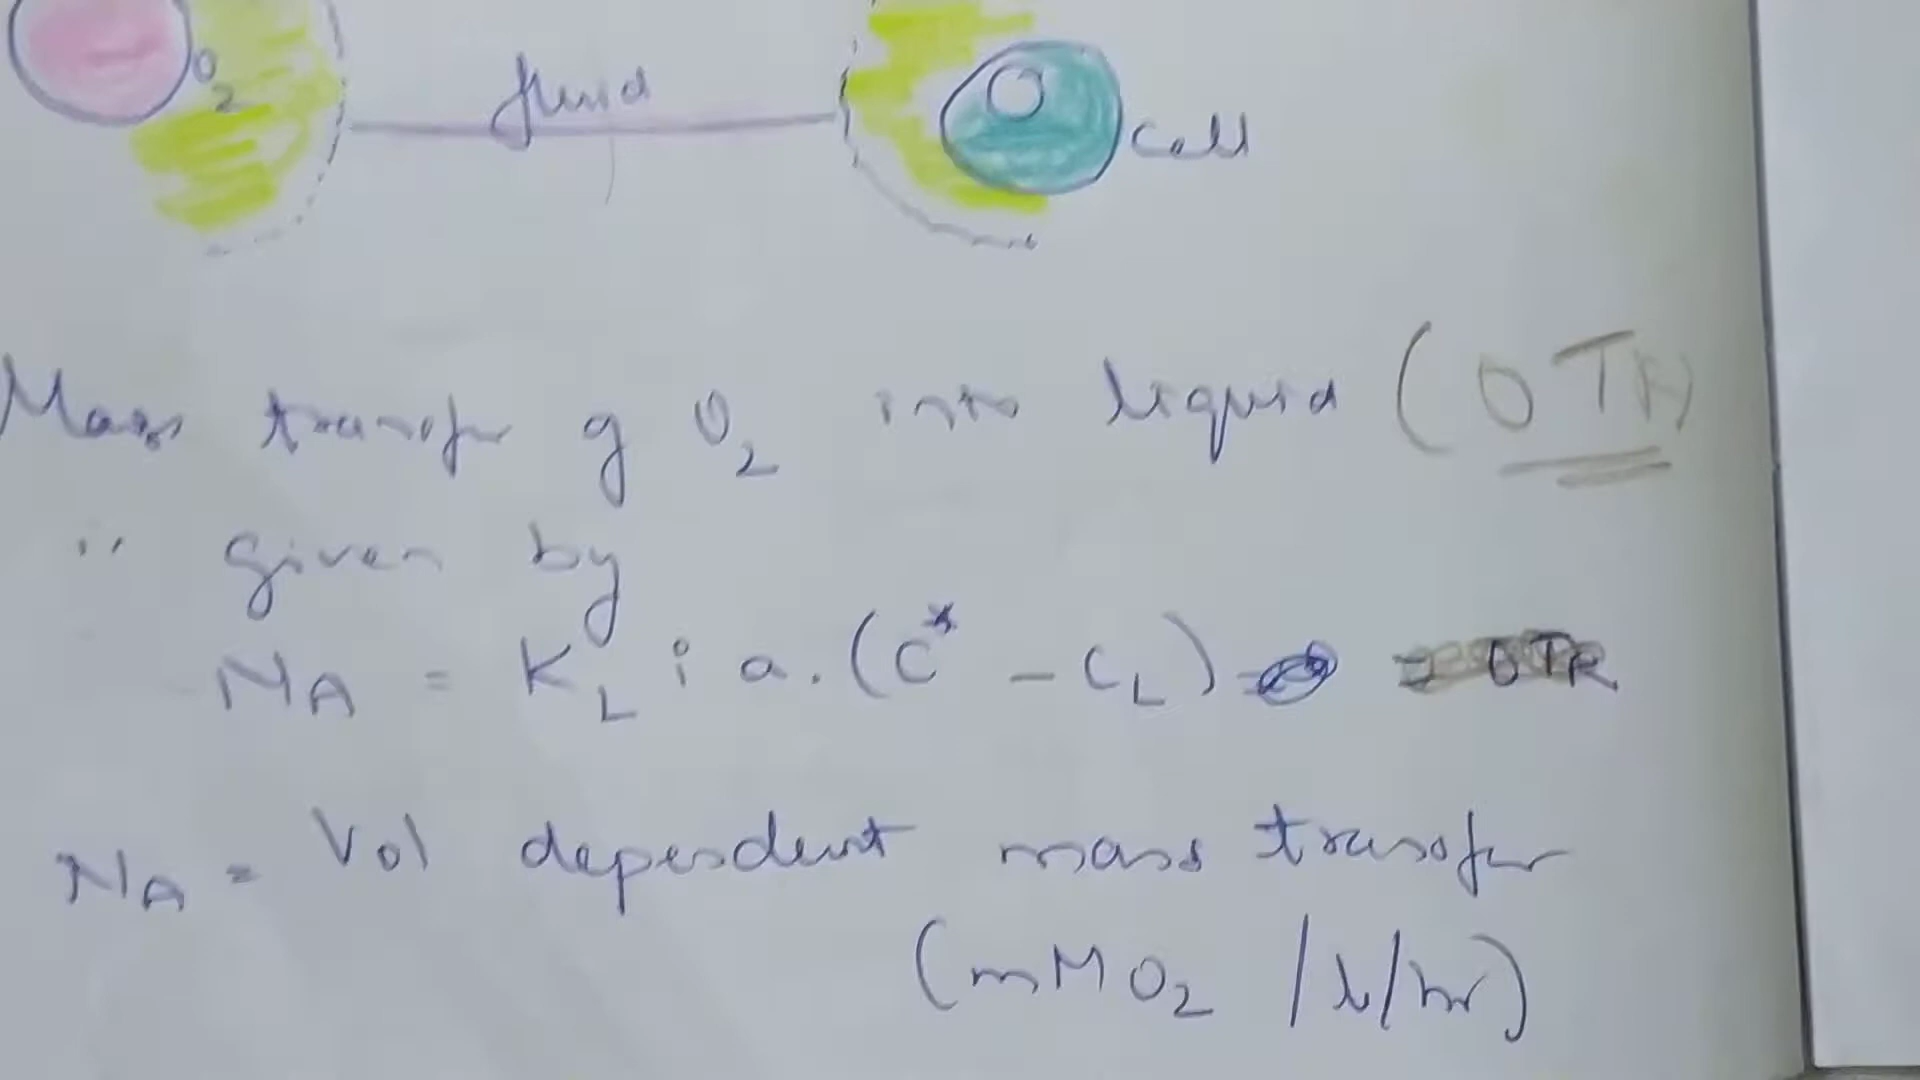 O2
fluid
cell
Mass transfer of O2 into liquid (OTR)
is given by
NA = KL i a. (C* - CL) = OTR
NA = Vol dependent mass transfer
(mM O2 /L/hr)